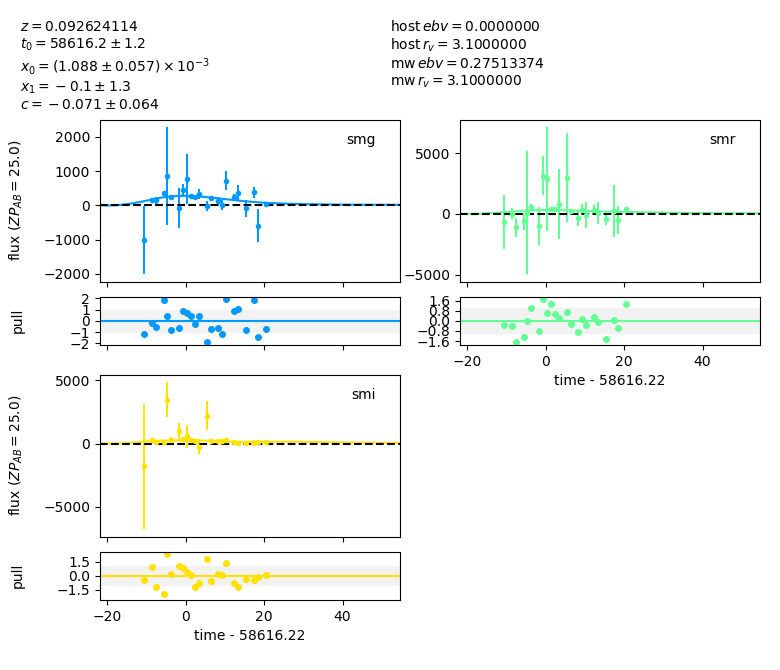 z = 0.092624114
host ebv = 0.0000000
t₀ = 58616.2 ± 1.2
host r_v = 3.1000000
x₀ = (1.088 ± 0.057) × 10⁻³
mw ebv = 0.27513374
x₁ = −0.1 ± 1.3
mw r_v = 3.1000000
c = −0.071 ± 0.064
smg
2000
1000
0
−1000
−2000
flux (ZP_AB = 25.0)
smr
5000
0
−5000
2
1
0
−1
−2
pull
1.6
0.8
0.0
−0.8
−1.6
−20
0
20
40
time - 58616.22
smi
5000
0
−5000
flux (ZP_AB = 25.0)
1.5
0.0
−1.5
pull
−20
0
20
40
time - 58616.22